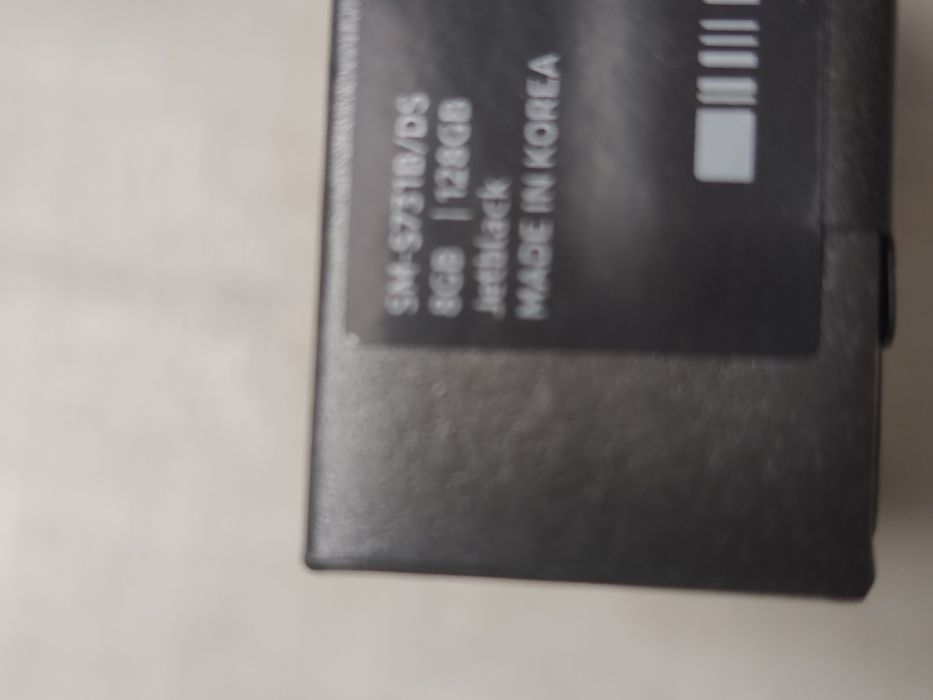 SM-S731B/DS
8GB | 128GB
Jetblack
MADE IN KOREA